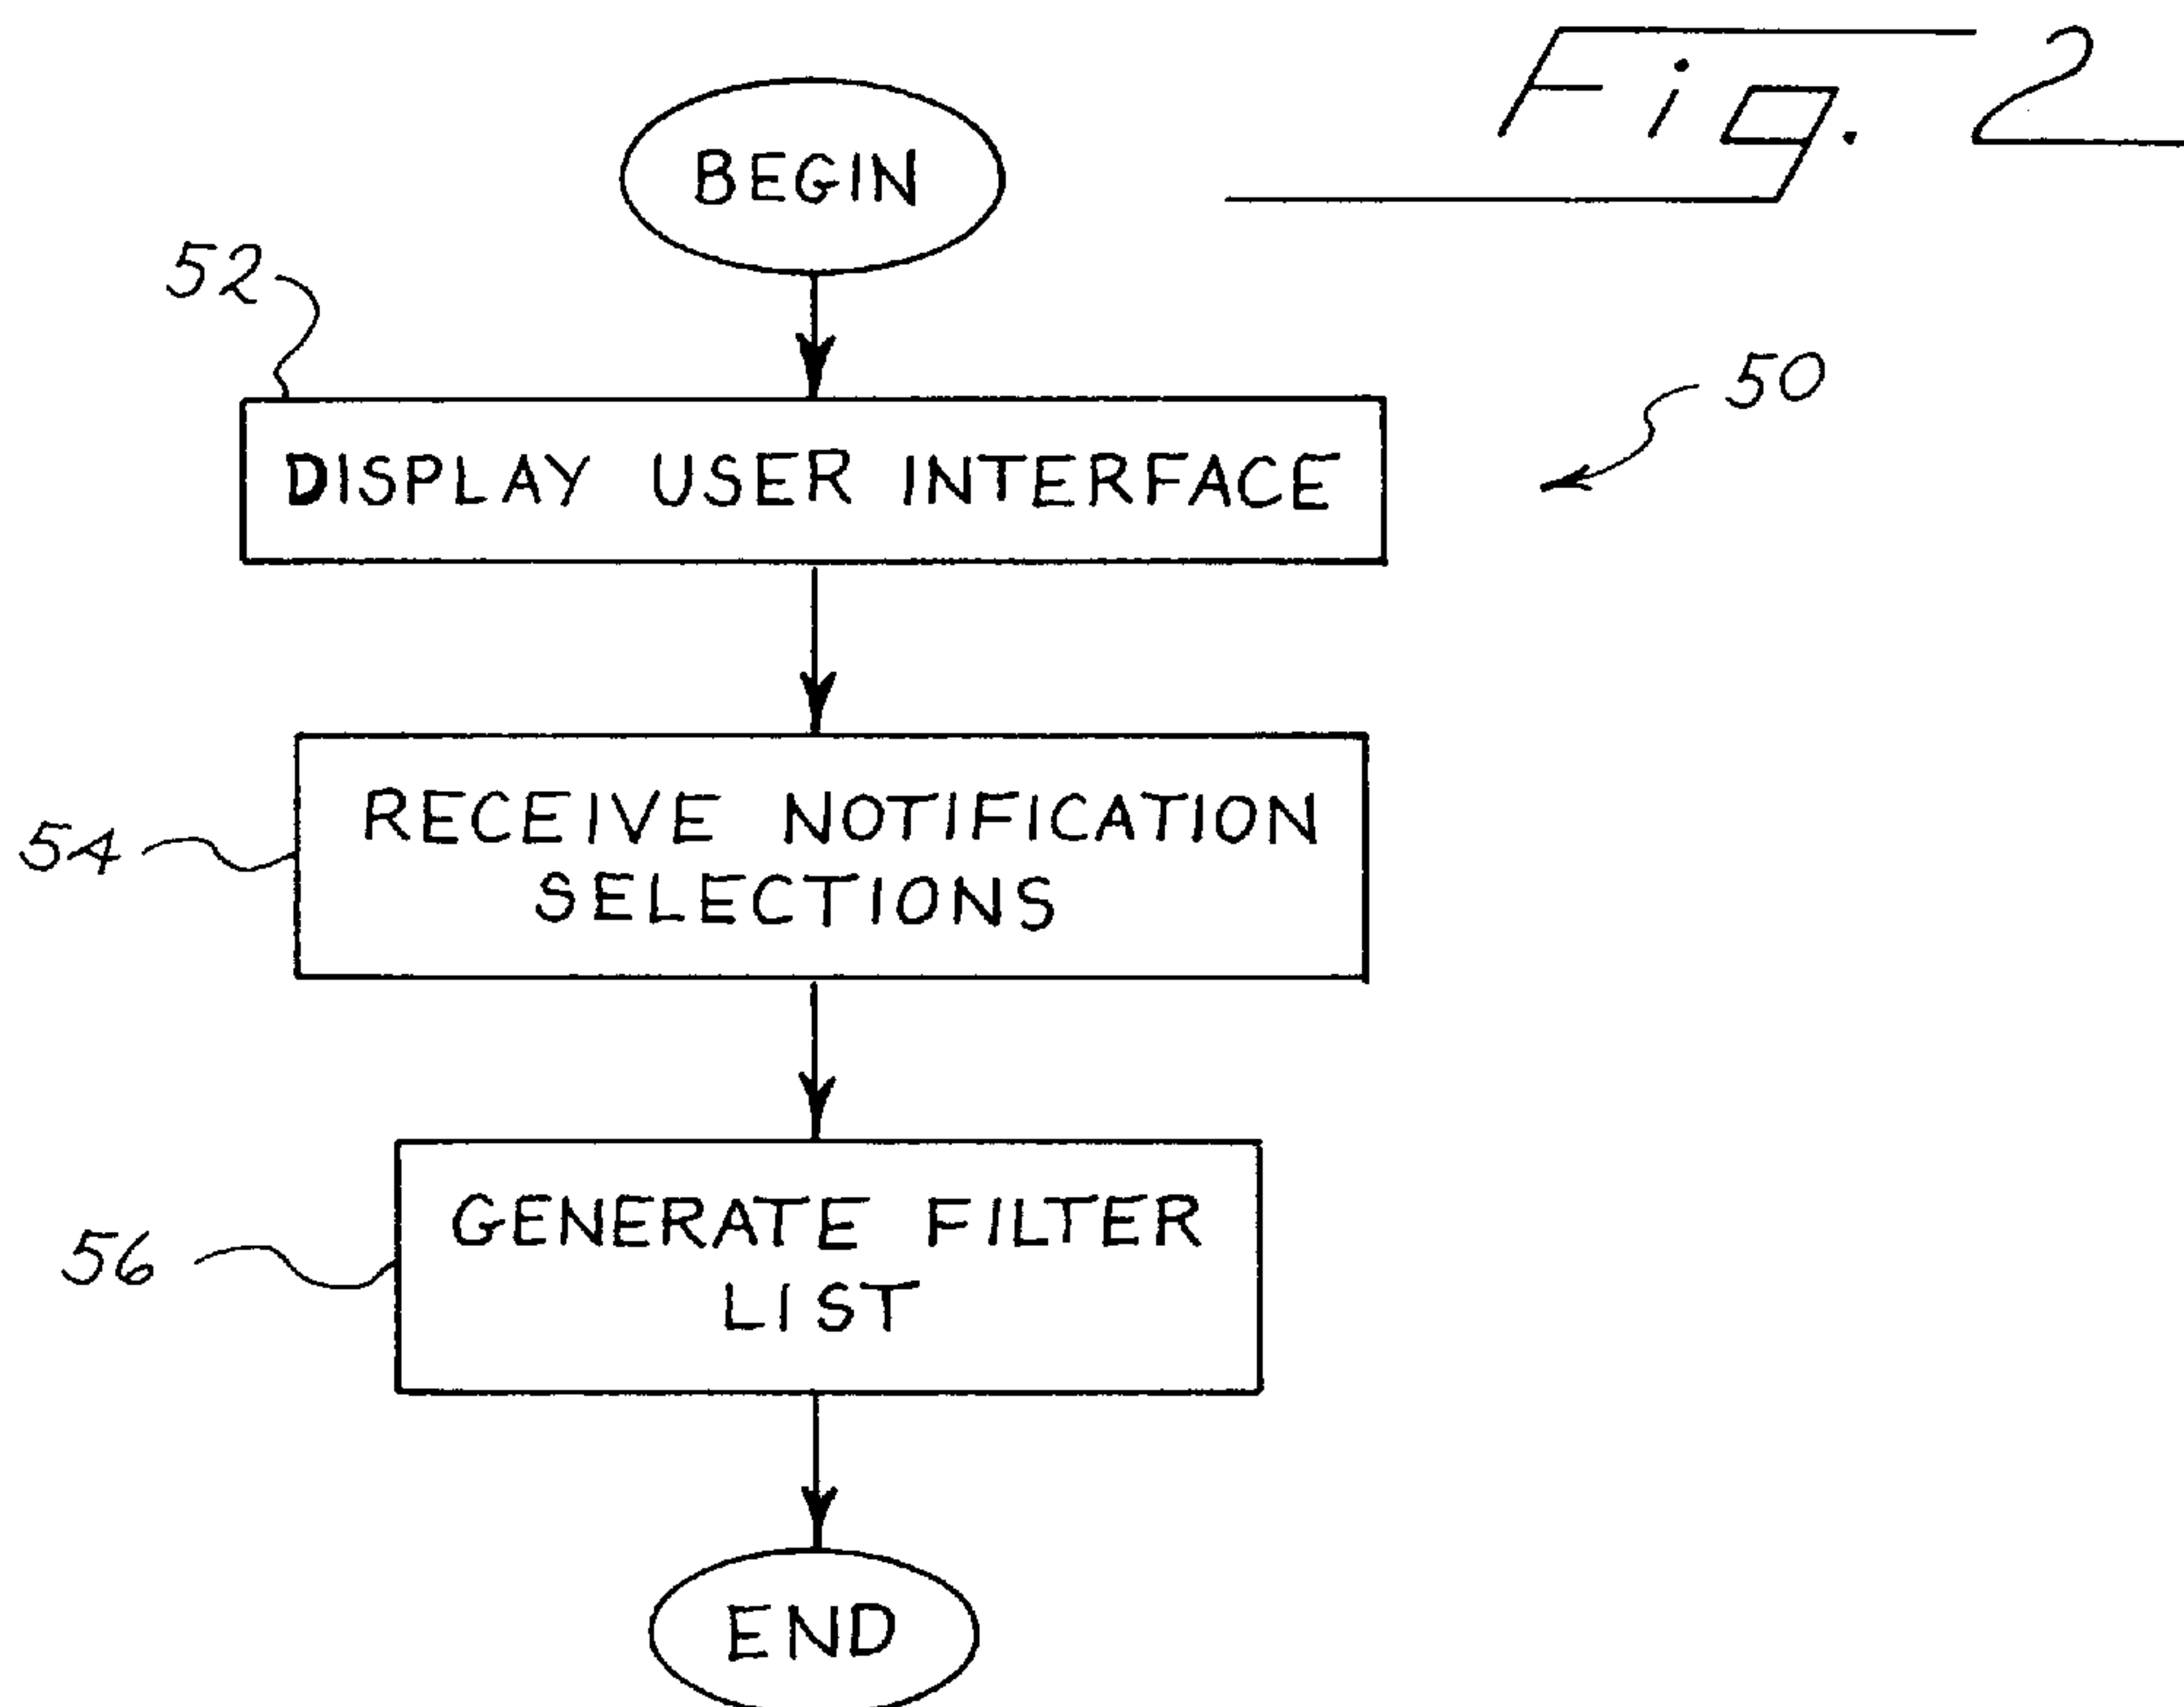 Fig. 2
BEGIN
52
50
DISPLAY USER INTERFACE
54
RECEIVE NOTIFICATION
SELECTIONS
56
GENERATE FILTER
LIST
END